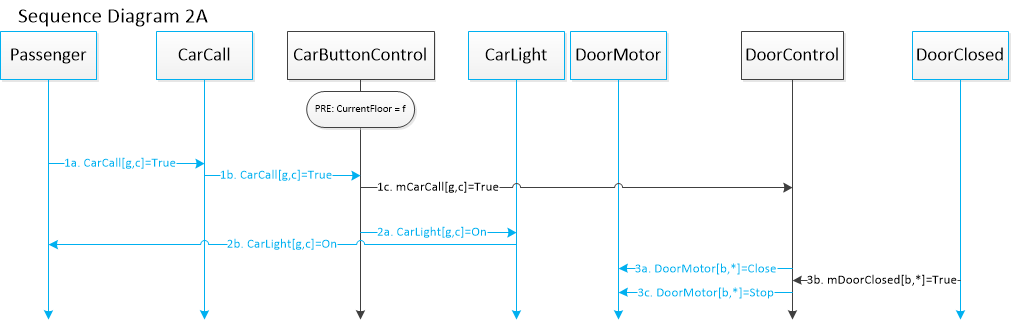 Sequence Diagram 2A
Passenger
CarCall
CarButtonControl
CarLight
DoorMotor
DoorControl
DoorClosed
PRE: CurrentFloor = f
1a. CarCall[g,c]=True
1b. CarCall[g,c]=True
1c. mCarCall[g,c]=True
2a. CarLight[g,c]=On
2b. CarLight[g,c]=On
3a. DoorMotor[b,*]=Close
3b. mDoorClosed[b,*]=True
3c. DoorMotor[b,*]=Stop